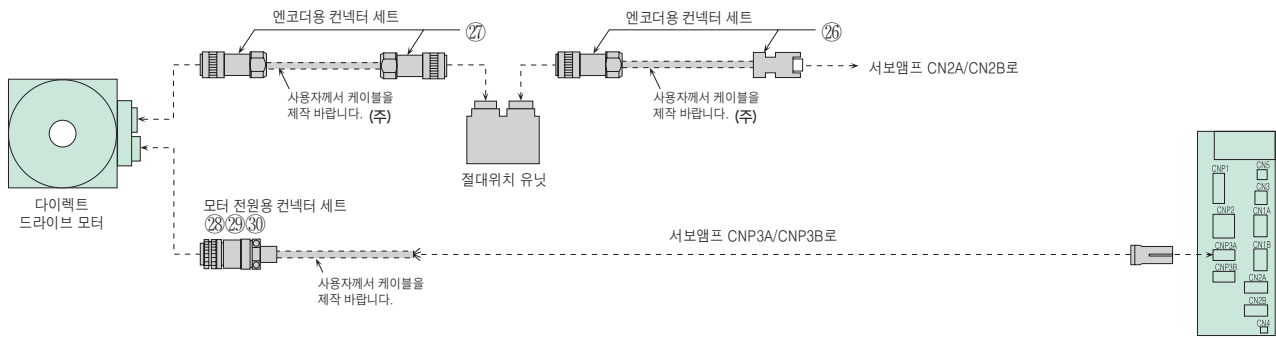 엔코더용 컨넥터 세트
㉗
엔코더용 컨넥터 세트
㉖
서보앰프 CN2A/CN2B로
사용자께서 케이블을
제작 바랍니다. (주)
사용자께서 케이블을
제작 바랍니다. (주)
절대위치 유닛
다이렉트
드라이브 모터
모터 전원용 컨넥터 세트
㉘㉙㉚
사용자께서 케이블을
제작 바랍니다.
서보앰프 CNP3A/CNP3B로
CNP1
CN5
CN3
CNP2
CN1A
CNP3A
CN1B
CNP3B
CN2A
CN2B
CN4